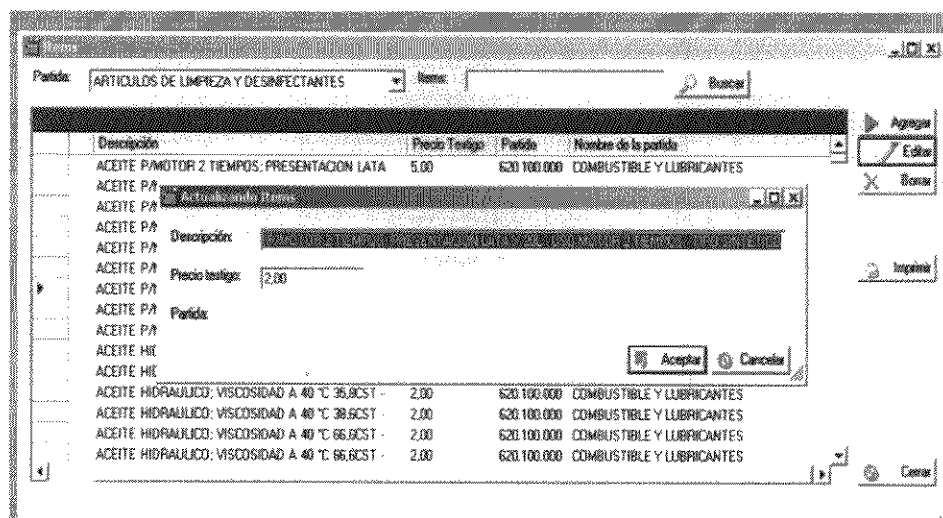 Items
Partida: ARTICULOS DE LIMPIEZA Y DESINFECTANTES Items: Buscar
Agregar
Descripción Precio Testigo Partida Nombre de la partida
Editar
ACEITE P/MOTOR 2 TIEMPOS; PRESENTACION LATA 5,00 620.100.000 COMBUSTIBLE Y LUBRICANTES
Borrar
ACEITE P/
Actualizando Items
ACEITE P/
ACEITE P/
Descripción:
ACEITE P/
ACEITE P/
Precio testigo: 2,00
Imprimir
ACEITE P/
ACEITE P/
Partida:
ACEITE P/
ACEITE HIE
Aceptar Cancelar
ACEITE HIE
ACEITE HIDRAULICO; VISCOSIDAD A 40 °C 35,8CST - 2,00 620.100.000 COMBUSTIBLE Y LUBRICANTES
ACEITE HIDRAULICO; VISCOSIDAD A 40 °C 38,6CST - 2,00 620.100.000 COMBUSTIBLE Y LUBRICANTES
ACEITE HIDRAULICO; VISCOSIDAD A 40 °C 66,6CST - 2,00 620.100.000 COMBUSTIBLE Y LUBRICANTES
ACEITE HIDRAULICO; VISCOSIDAD A 40 °C 66,6CST - 2,00 620.100.000 COMBUSTIBLE Y LUBRICANTES
Cerrar